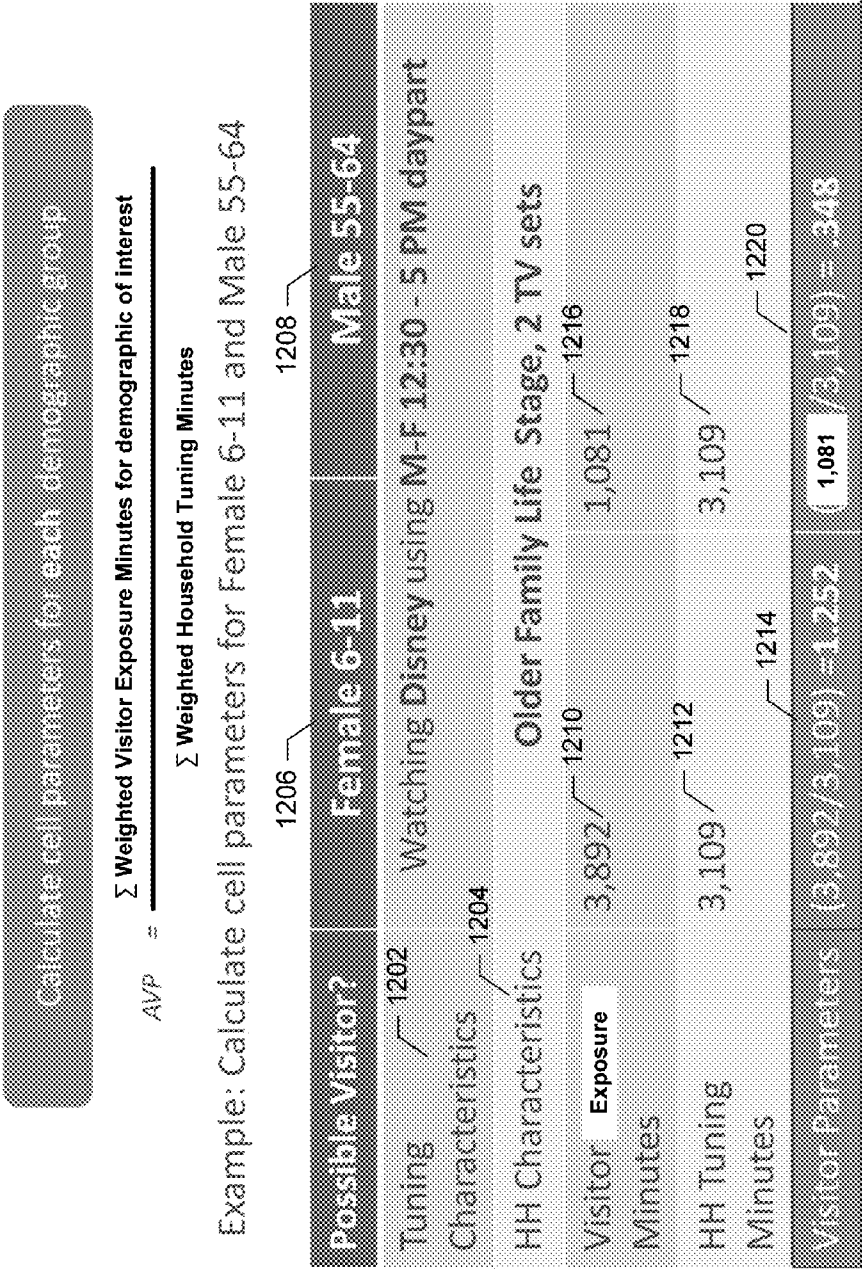 Calculate cell parameters for each demographic group
∑ Weighted Visitor Exposure Minutes for demographic of interest
AVP =
∑ Weighted Household Tuning Minutes
Example: Calculate cell parameters for Female 6-11 and Male 55-64
1206
1208
Possible Visitor? Female 6-11 Male 55-64
Tuning 1202 Watching Disney using M-F 12:30 - 5 PM daypart
Characteristics 1204
HH Characteristics Older Family Life Stage, 2 TV sets
1210 1216
Visitor Exposure 3,892 1,081
Minutes
1212 1218
HH Tuning 3,109 3,109
Minutes
1214 1220
Visitor Parameters (3,892/3,109) =1.252 (1,081/3,109) = .348